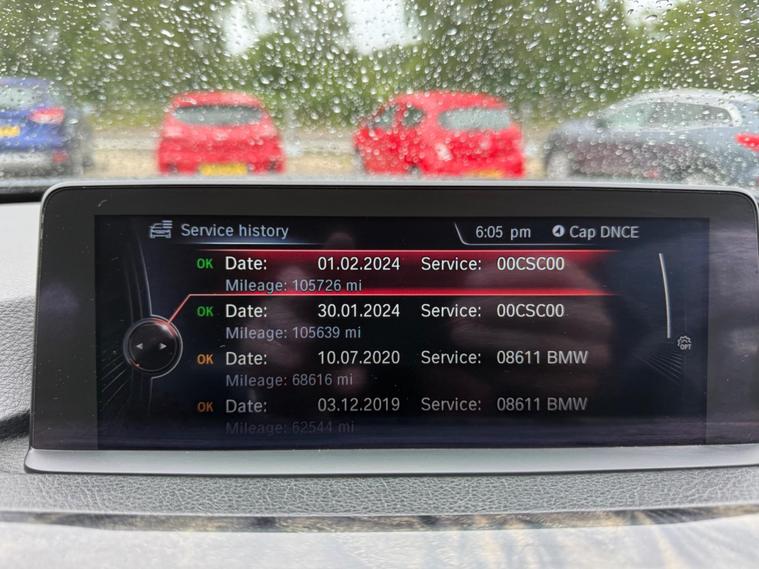 Service history 6:05 pm Cap DNCE
OK Date: 01.02.2024 Service: 00CSC00
Mileage: 105726 mi
OK Date: 30.01.2024 Service: 00CSC00
Mileage: 105639 mi
OK Date: 10.07.2020 Service: 08611 BMW
Mileage: 68616 mi
OPT
OK Date: 03.12.2019 Service: 08611 BMW
Mileage: 62544 mi